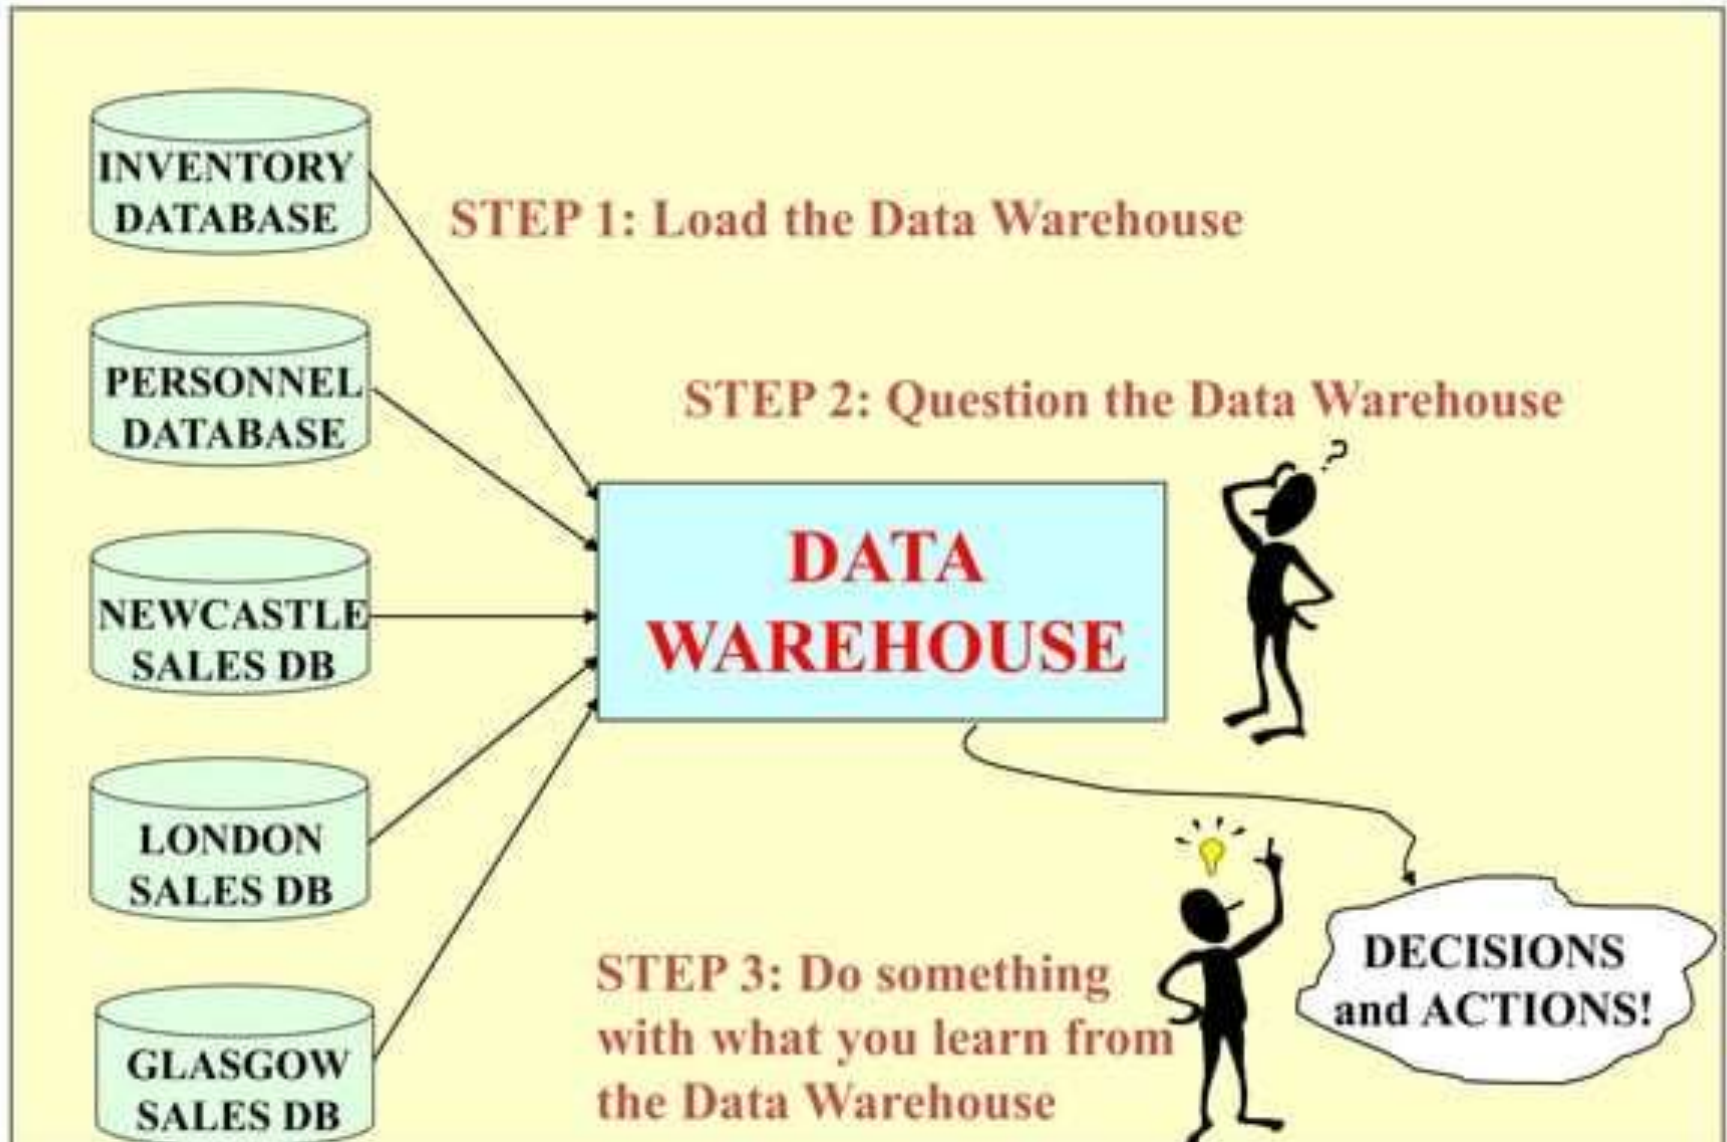 INVENTORY
DATABASE
STEP 1: Load the Data Warehouse
PERSONNEL
DATABASE
STEP 2: Question the Data Warehouse
?
DATA
WAREHOUSE
NEWCASTLE
SALES DB
LONDON
SALES DB
GLASGOW
SALES DB
STEP 3: Do something
with what you learn from
the Data Warehouse
DECISIONS
and ACTIONS!